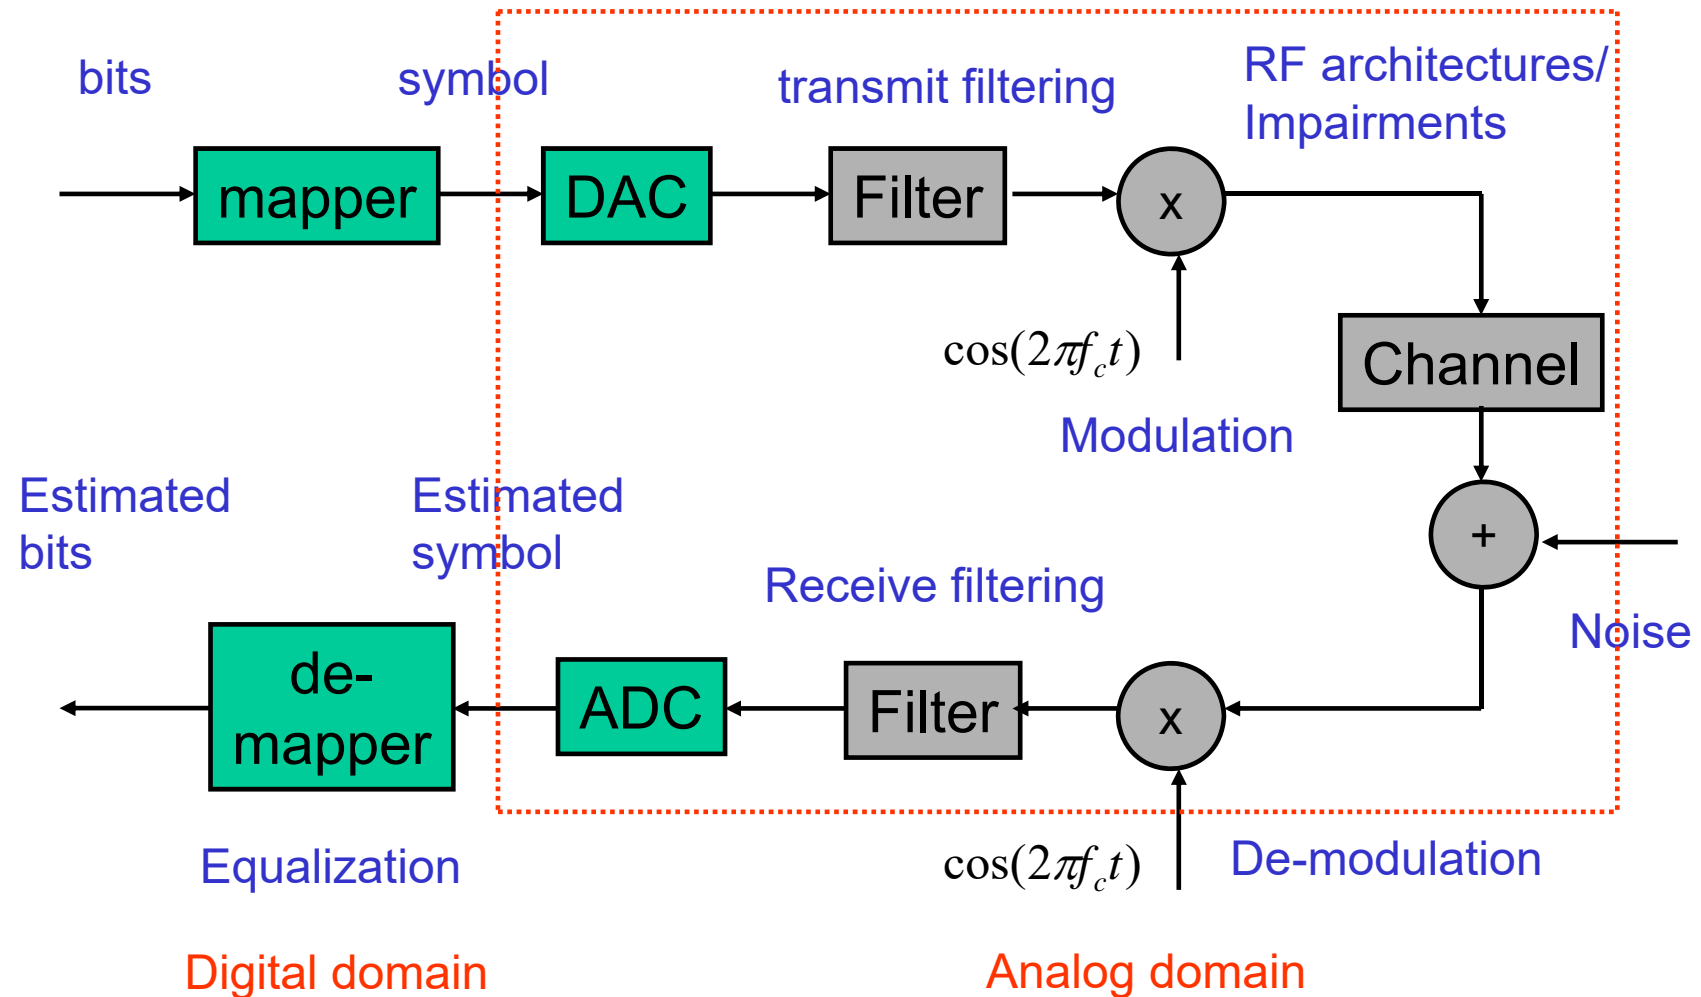 bits
symbol
transmit filtering
RF architectures/
Impairments
mapper
DAC
Filter
x
cos(2πf_c t)
Channel
Modulation
Estimated
bits
Estimated
symbol
+
Receive filtering
Noise
de-
mapper
ADC
Filter
x
Equalization
cos(2πf_c t)
De-modulation
Digital domain
Analog domain